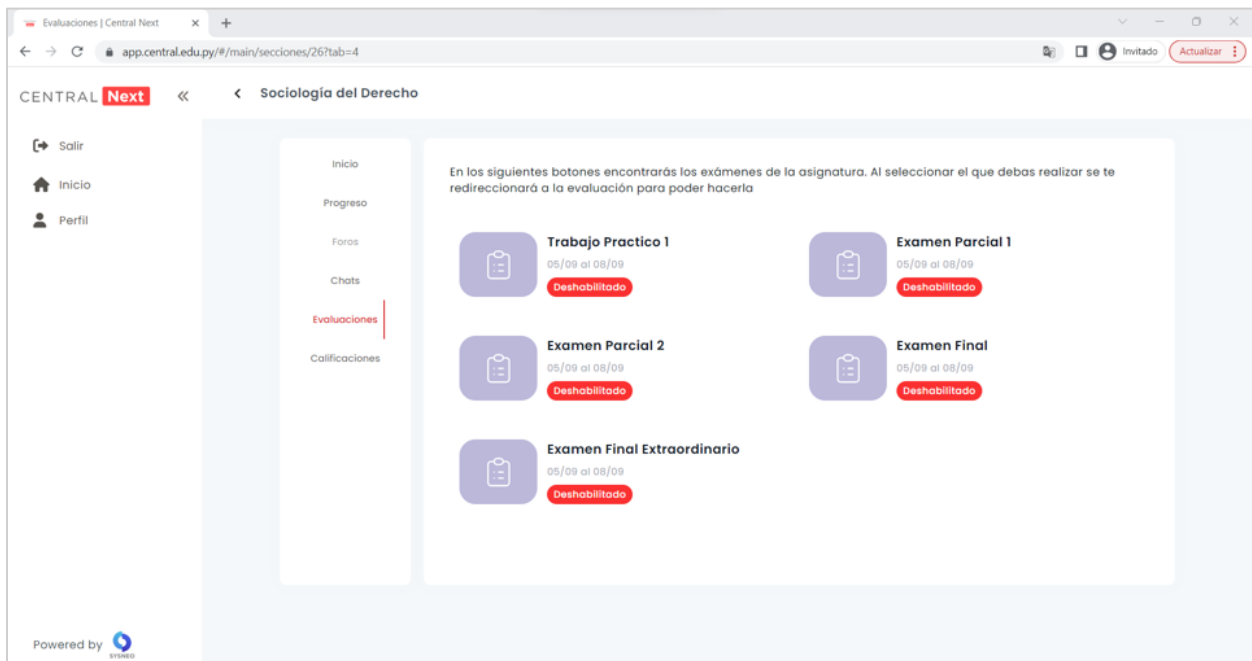 Evaluaciones | Central Next
app.central.edu.py/#/main/secciones/26?tab=4
Invitado
Actualizar
CENTRAL Next
Sociología del Derecho
Salir
Inicio
Perfil
Inicio
Progreso
Foros
Chats
Evaluaciones
Calificaciones
En los siguientes botones encontrarás los exámenes de la asignatura. Al seleccionar el que debas realizar se te
redireccionará a la evaluación para poder hacerla
Trabajo Practico 1
05/09 al 08/09
Deshabilitado
Examen Parcial 1
05/09 al 08/09
Deshabilitado
Examen Parcial 2
05/09 al 08/09
Deshabilitado
Examen Final
05/09 al 08/09
Deshabilitado
Examen Final Extraordinario
05/09 al 08/09
Deshabilitado
Powered by
SYSNEO